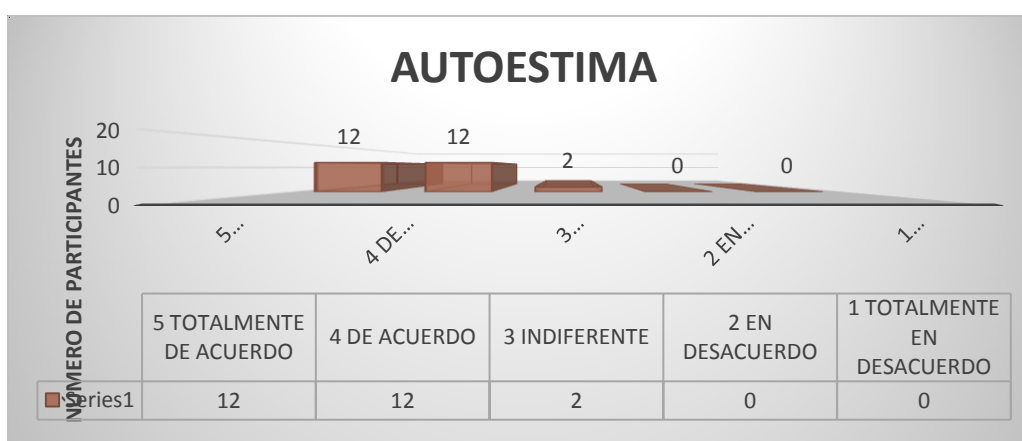 AUTOESTIMA
NÚMERO DE PARTICIPANTES
20
10
0
12
12
2
0
0
5...
4 DE...
3...
2 EN...
1...
5 TOTALMENTE
DE ACUERDO
4 DE ACUERDO
3 INDIFERENTE
2 EN
DESACUERDO
1 TOTALMENTE
EN
DESACUERDO
Series1
12
12
2
0
0